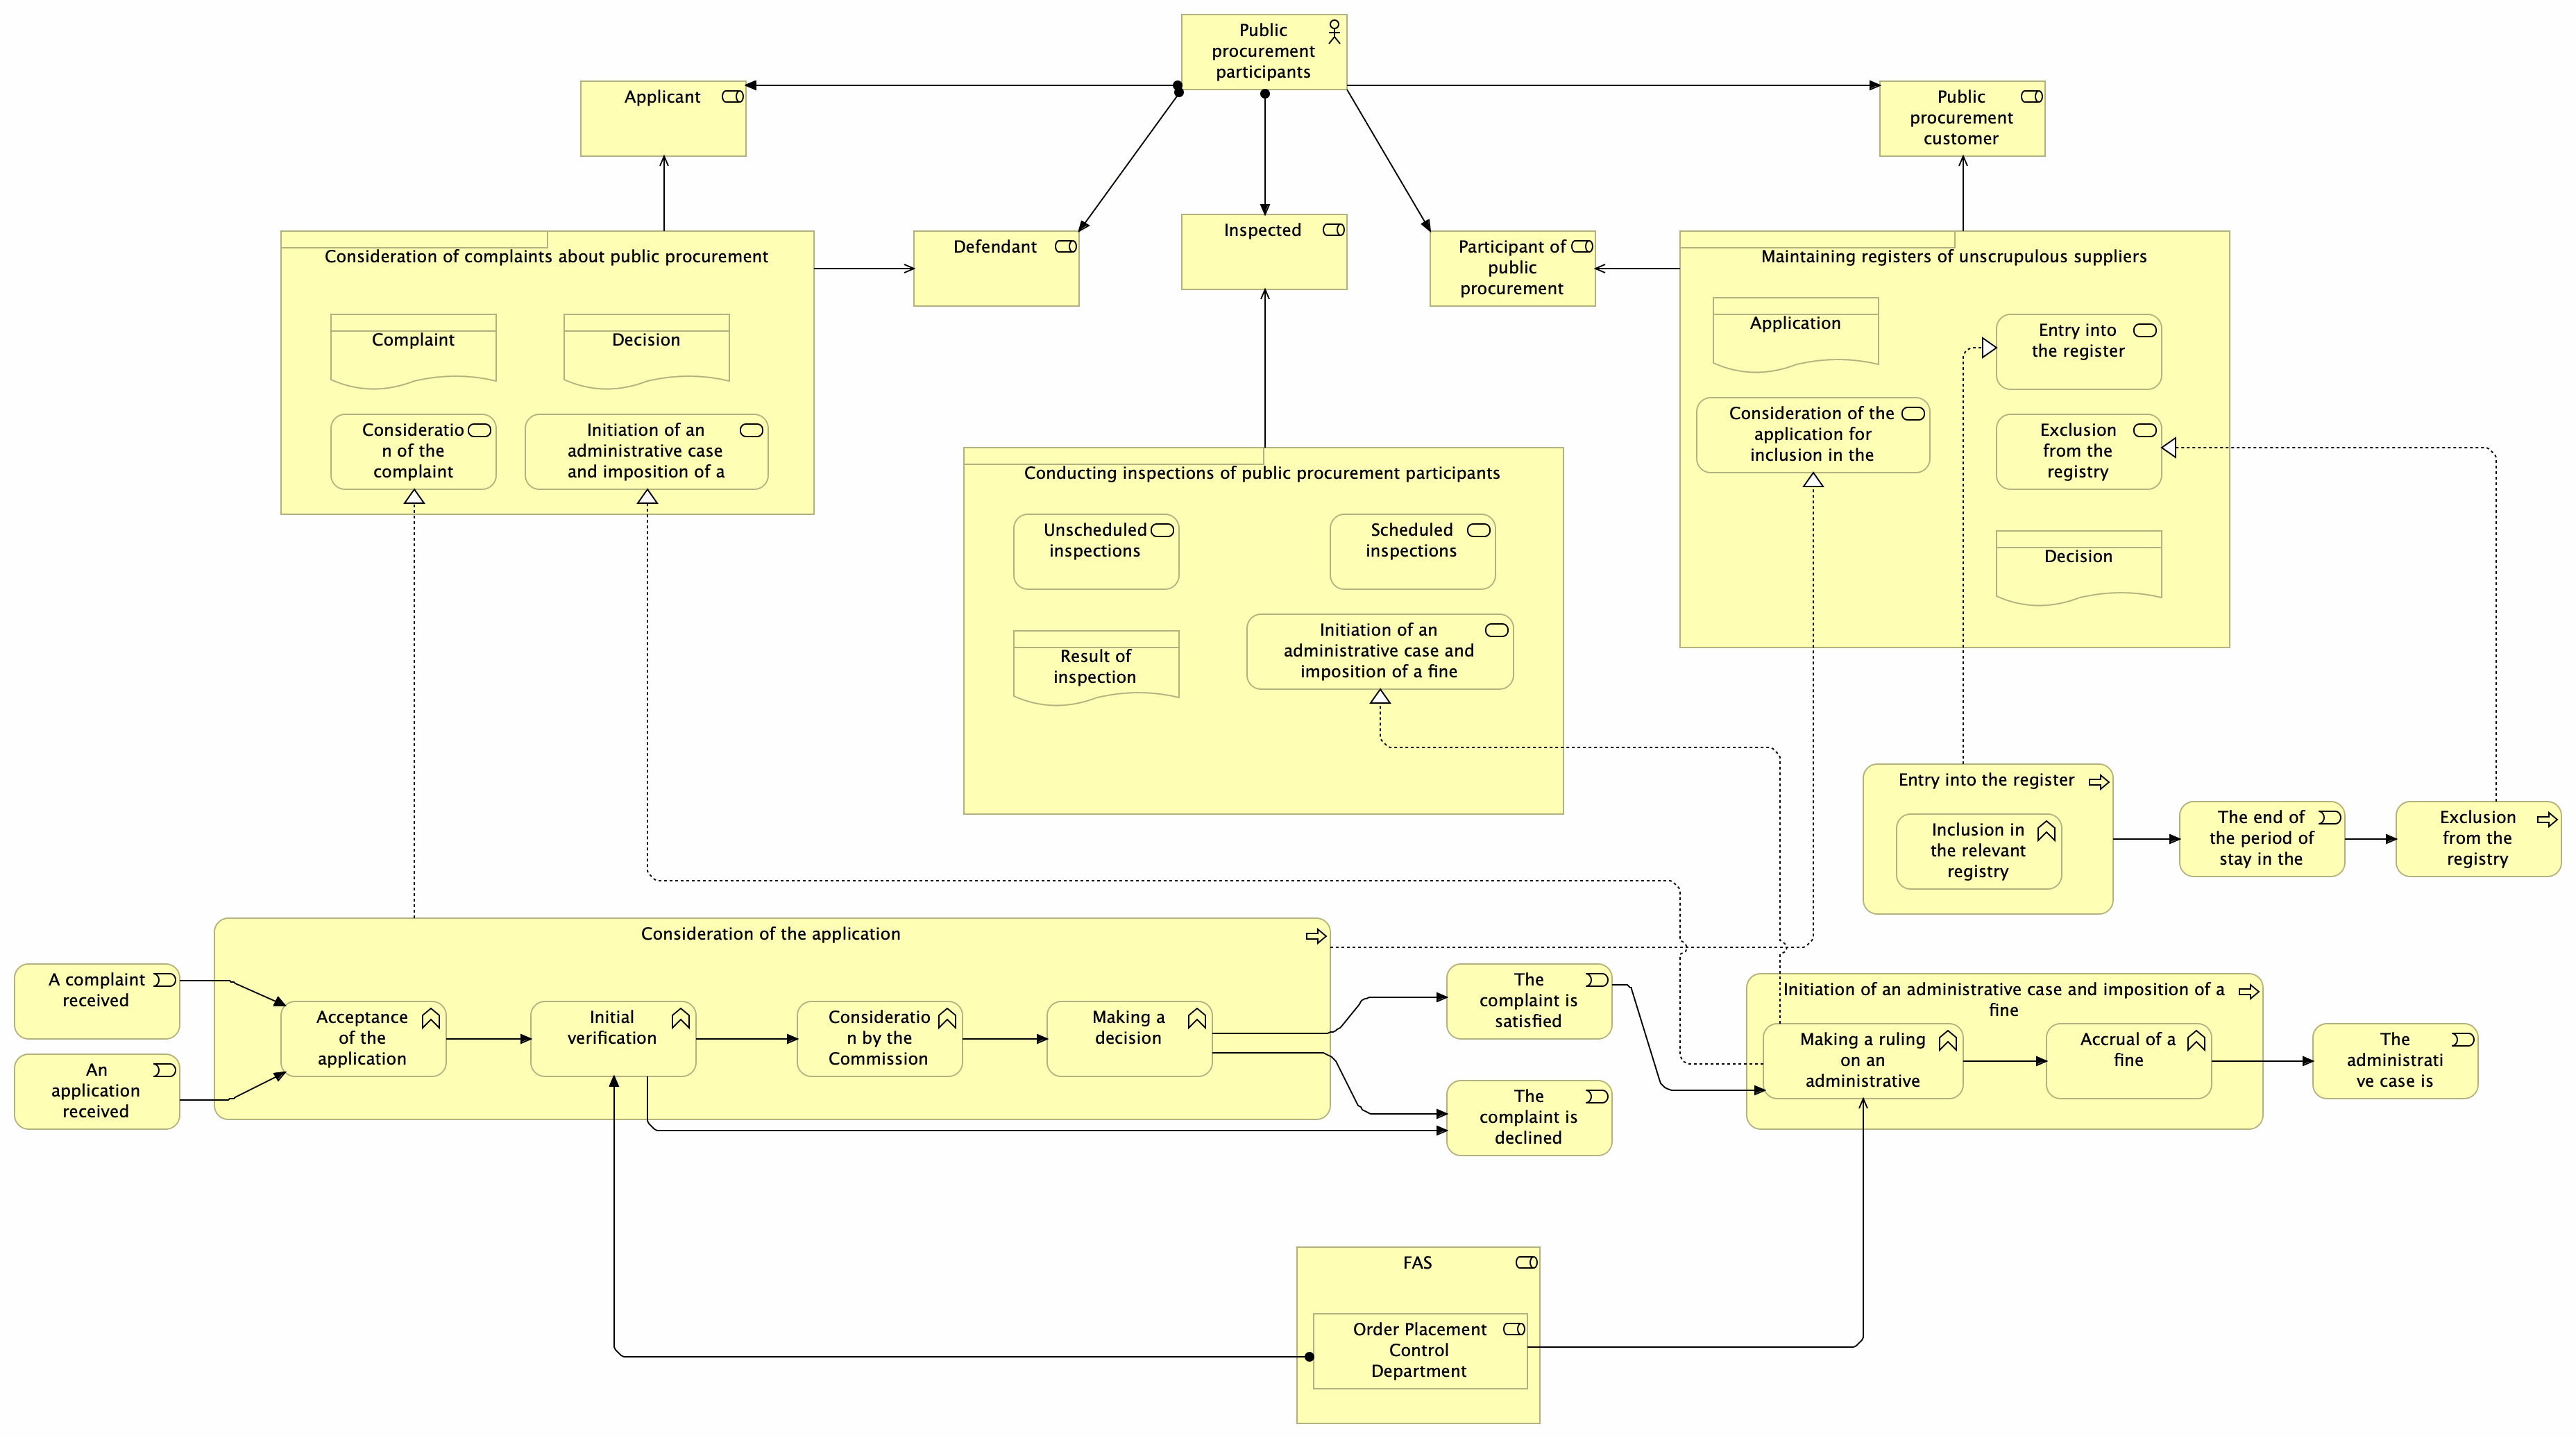 Public
procurement
participants
Applicant
Public
procurement
customer
Defendant
Inspected
Participant of
public
procurement
Consideration of complaints about public procurement
Complaint
Decision
Consideratio
n of the
complaint
Initiation of an
administrative case
and imposition of a
Maintaining registers of unscrupulous suppliers
Application
Entry into
the register
Consideration of the
application for
inclusion in the
Exclusion
from the
registry
Decision
Conducting inspections of public procurement participants
Unscheduled
inspections
Scheduled
inspections
Result of
inspection
Initiation of an
administrative case and
imposition of a fine
Entry into the register
Inclusion in
the relevant
registry
The end of
the period of
stay in the
Exclusion
from the
registry
Consideration of the application
A complaint
received
An
application
received
Acceptance
of the
application
Initial
verification
Consideratio
n by the
Commission
Making a
decision
The
complaint is
satisfied
The
complaint is
declined
Initiation of an administrative case and imposition of a
fine
Making a ruling
on an
administrative
Accrual of a
fine
The
administrati
ve case is
FAS
Order Placement
Control
Department